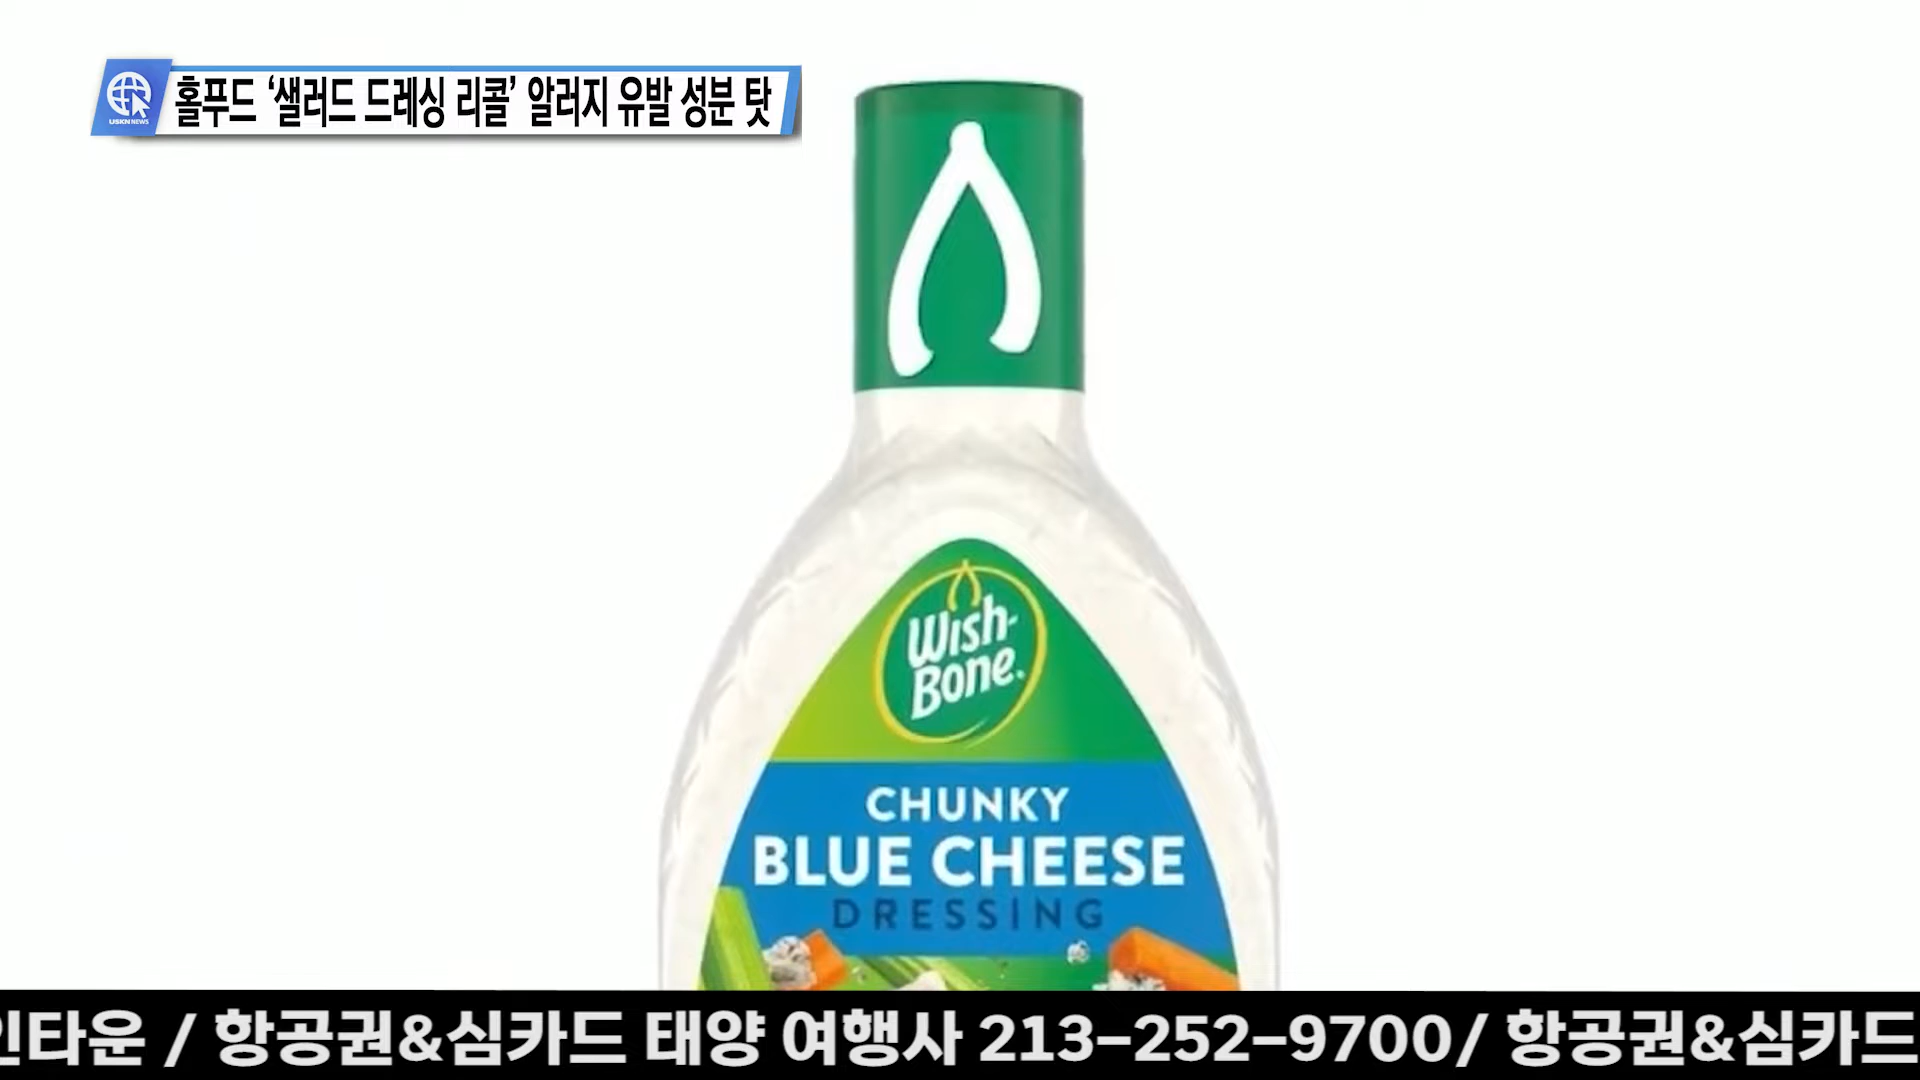 홀푸드 ‘샐러드 드레싱 리콜’ 알러지 유발 성분 탓
USKN NEWS
Wish-
Bone.
CHUNKY
BLUE CHEESE
DRESSING
인타운 / 항공권&심카드 태양 여행사 213-252-9700/ 항공권&심카드